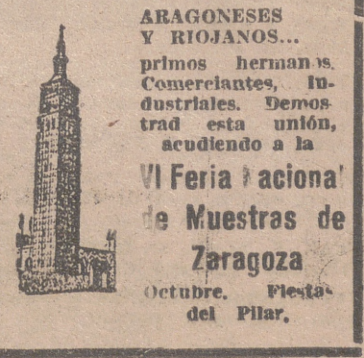 ARAGONESES
Y RIOJANOS...
primos hermanos.
Comerciantes, In-
dustriales. Demos-
trad esta unión,
acudiendo a la
VI Feria Nacional
de Muestras de
Zaragoza
Octubre. Fiestas
del Pilar.